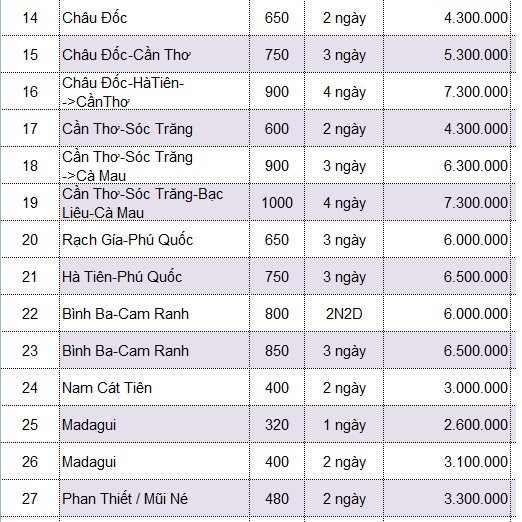 14 Châu Đốc 650 2 ngày 4.300.000
15 Châu Đốc-Cần Thơ 750 3 ngày 5.300.000
16 Châu Đốc-HàTiên-
->CầnThơ 900 4 ngày 7.300.000
17 Cần Thơ-Sóc Trăng 600 2 ngày 4.300.000
18 Cần Thơ-Sóc Trăng
->Cà Mau 900 3 ngày 6.300.000
19 Cần Thơ-Sóc Trăng-Bạc
Liêu-Cà Mau 1000 4 ngày 7.300.000
20 Rạch Gía-Phú Quốc 650 3 ngày 6.000.000
21 Hà Tiên-Phú Quốc 750 3 ngày 6.500.000
22 Bình Ba-Cam Ranh 800 2N2D 6.000.000
23 Bình Ba-Cam Ranh 850 3 ngày 6.500.000
24 Nam Cát Tiên 400 2 ngày 3.000.000
25 Madagui 320 1 ngày 2.600.000
26 Madagui 400 2 ngày 3.100.000
27 Phan Thiết / Mũi Né 480 2 ngày 3.300.000